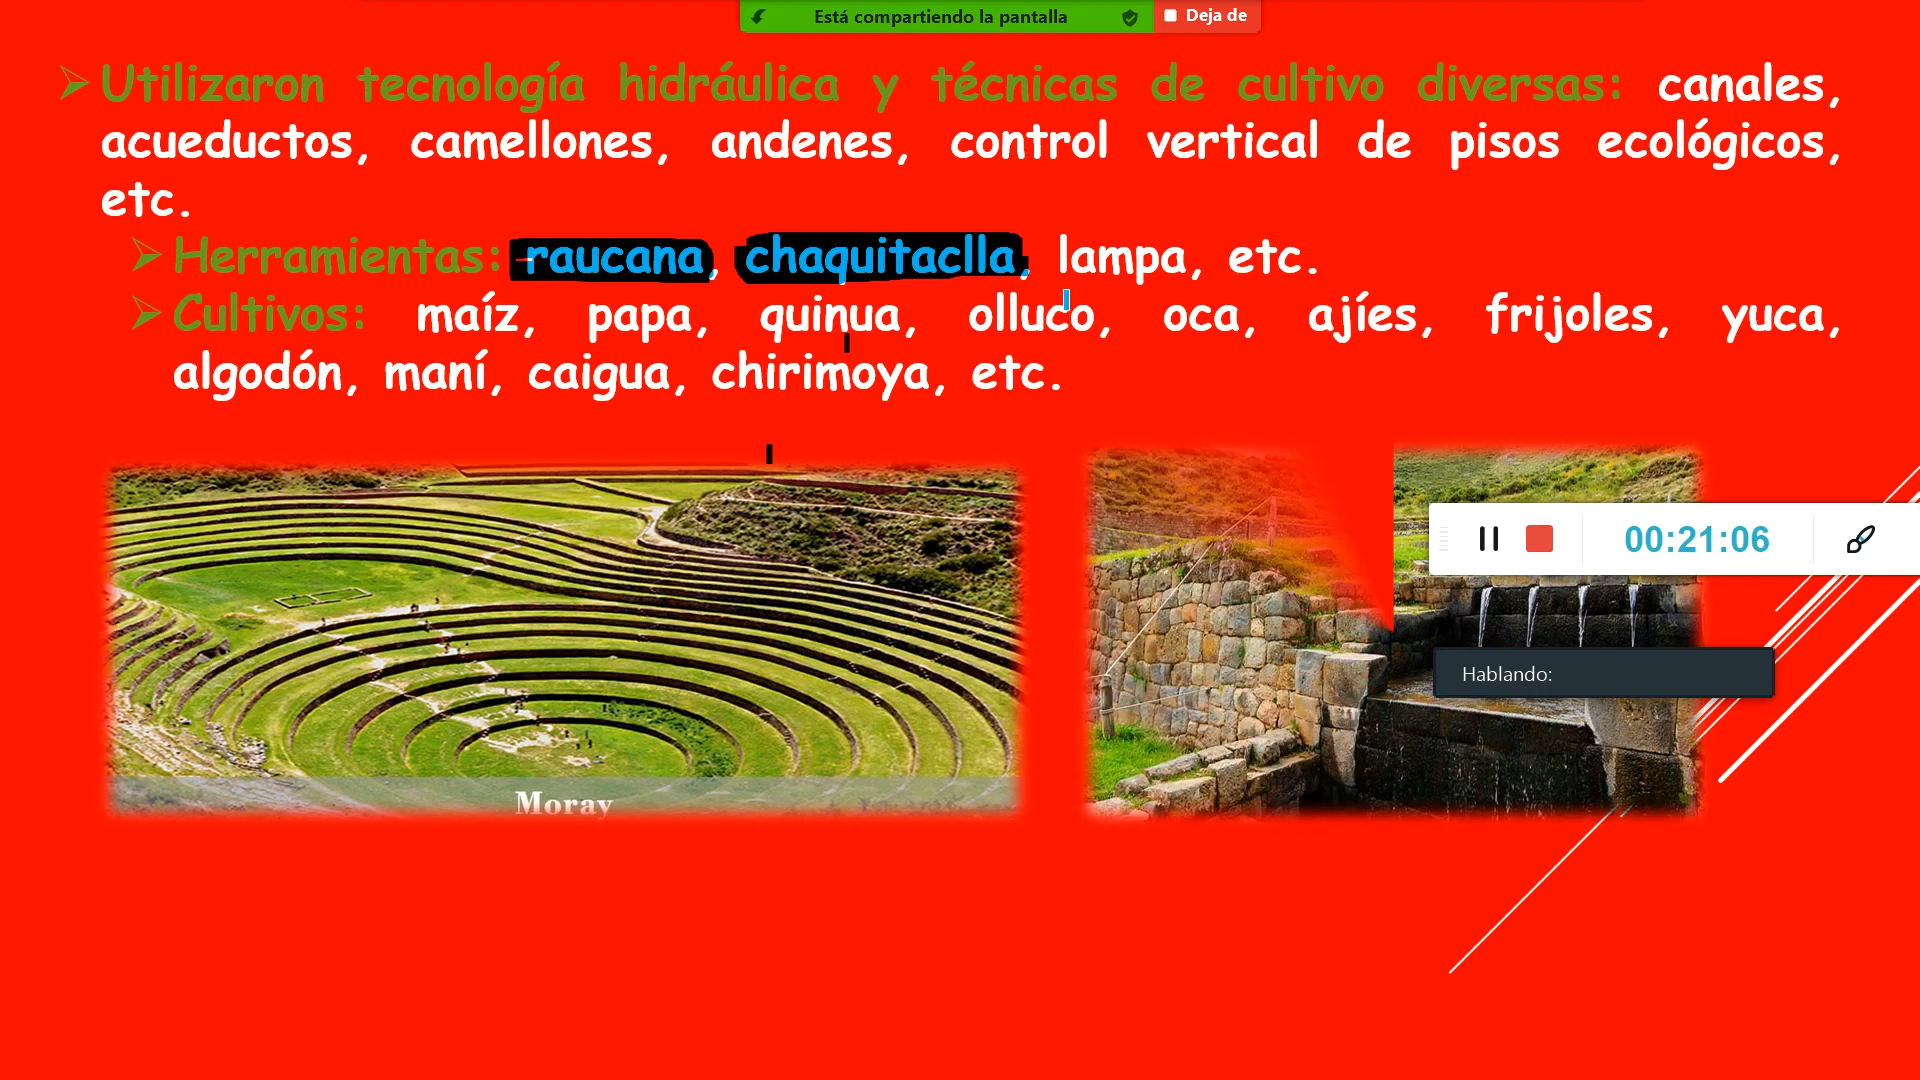 Está compartiendo la pantalla
Deja de
Utilizaron tecnología hidráulica y técnicas de cultivo diversas: canales,
acueductos, camellones, andenes, control vertical de pisos ecológicos,
etc.
Herramientas: raucana, chaquitaclla, lampa, etc.
Cultivos: maíz, papa, quinua, olluco, oca, ajíes, frijoles, yuca,
algodón, maní, caigua, chirimoya, etc.
00:21:06
Hablando:
Moray